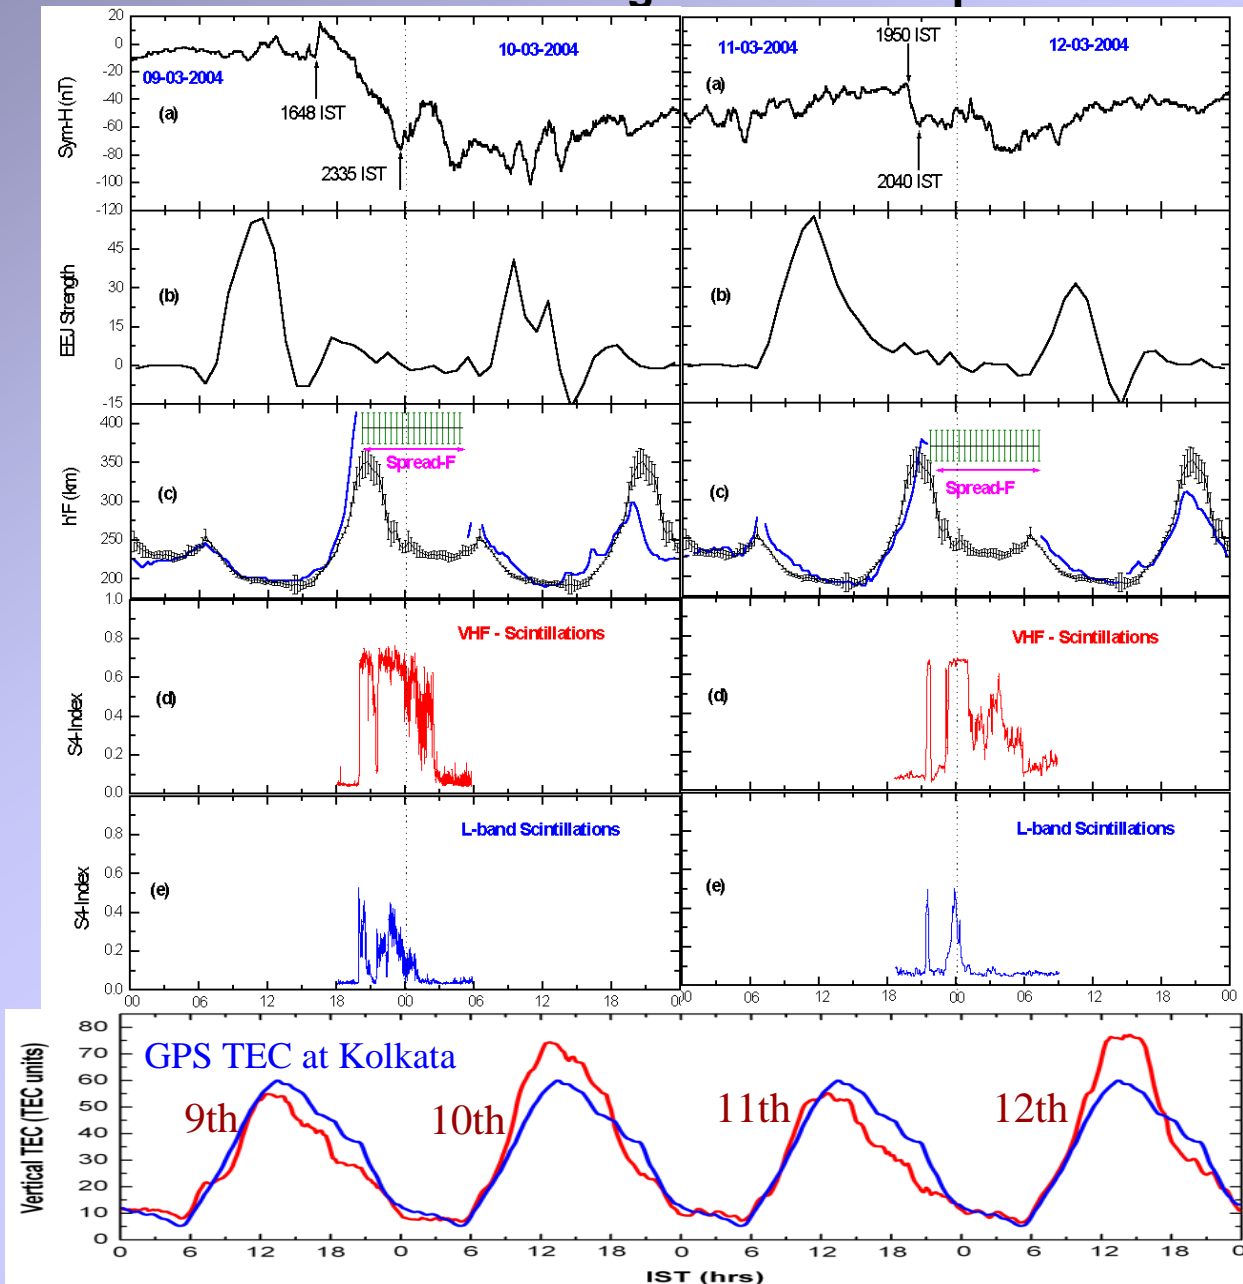 20
0
-20
-40
-60
-80
-100
-120
Sym-H (nT)
09-03-2004
10-03-2004
(a)
1648 IST
2335 IST
11-03-2004
1950 IST
12-03-2004
(a)
2040 IST
45
30
15
0
-15
EEJ Strength
(b)
(b)
400
350
300
250
200
h'F (km)
(c)
Spread-F
(c)
Spread-F
1.0
0.8
0.6
0.4
0.2
0.0
S4-Index
VHF - Scintillations
(d)
VHF - Scintillations
(d)
0.8
0.6
0.4
0.2
0.0
S4-Index
L-band Scintillations
(e)
L-band Scintillations
(e)
00 06 12 18 00 06 12 18 00 06 12 18 00 06 12 18 00
80
70
60
50
40
30
20
10
0
Vertical TEC (TEC units)
GPS TEC at Kolkata
9th 10th 11th 12th
0 6 12 18 0 6 12 18 0 6 12 18 0 6 12 18 0
IST (hrs)